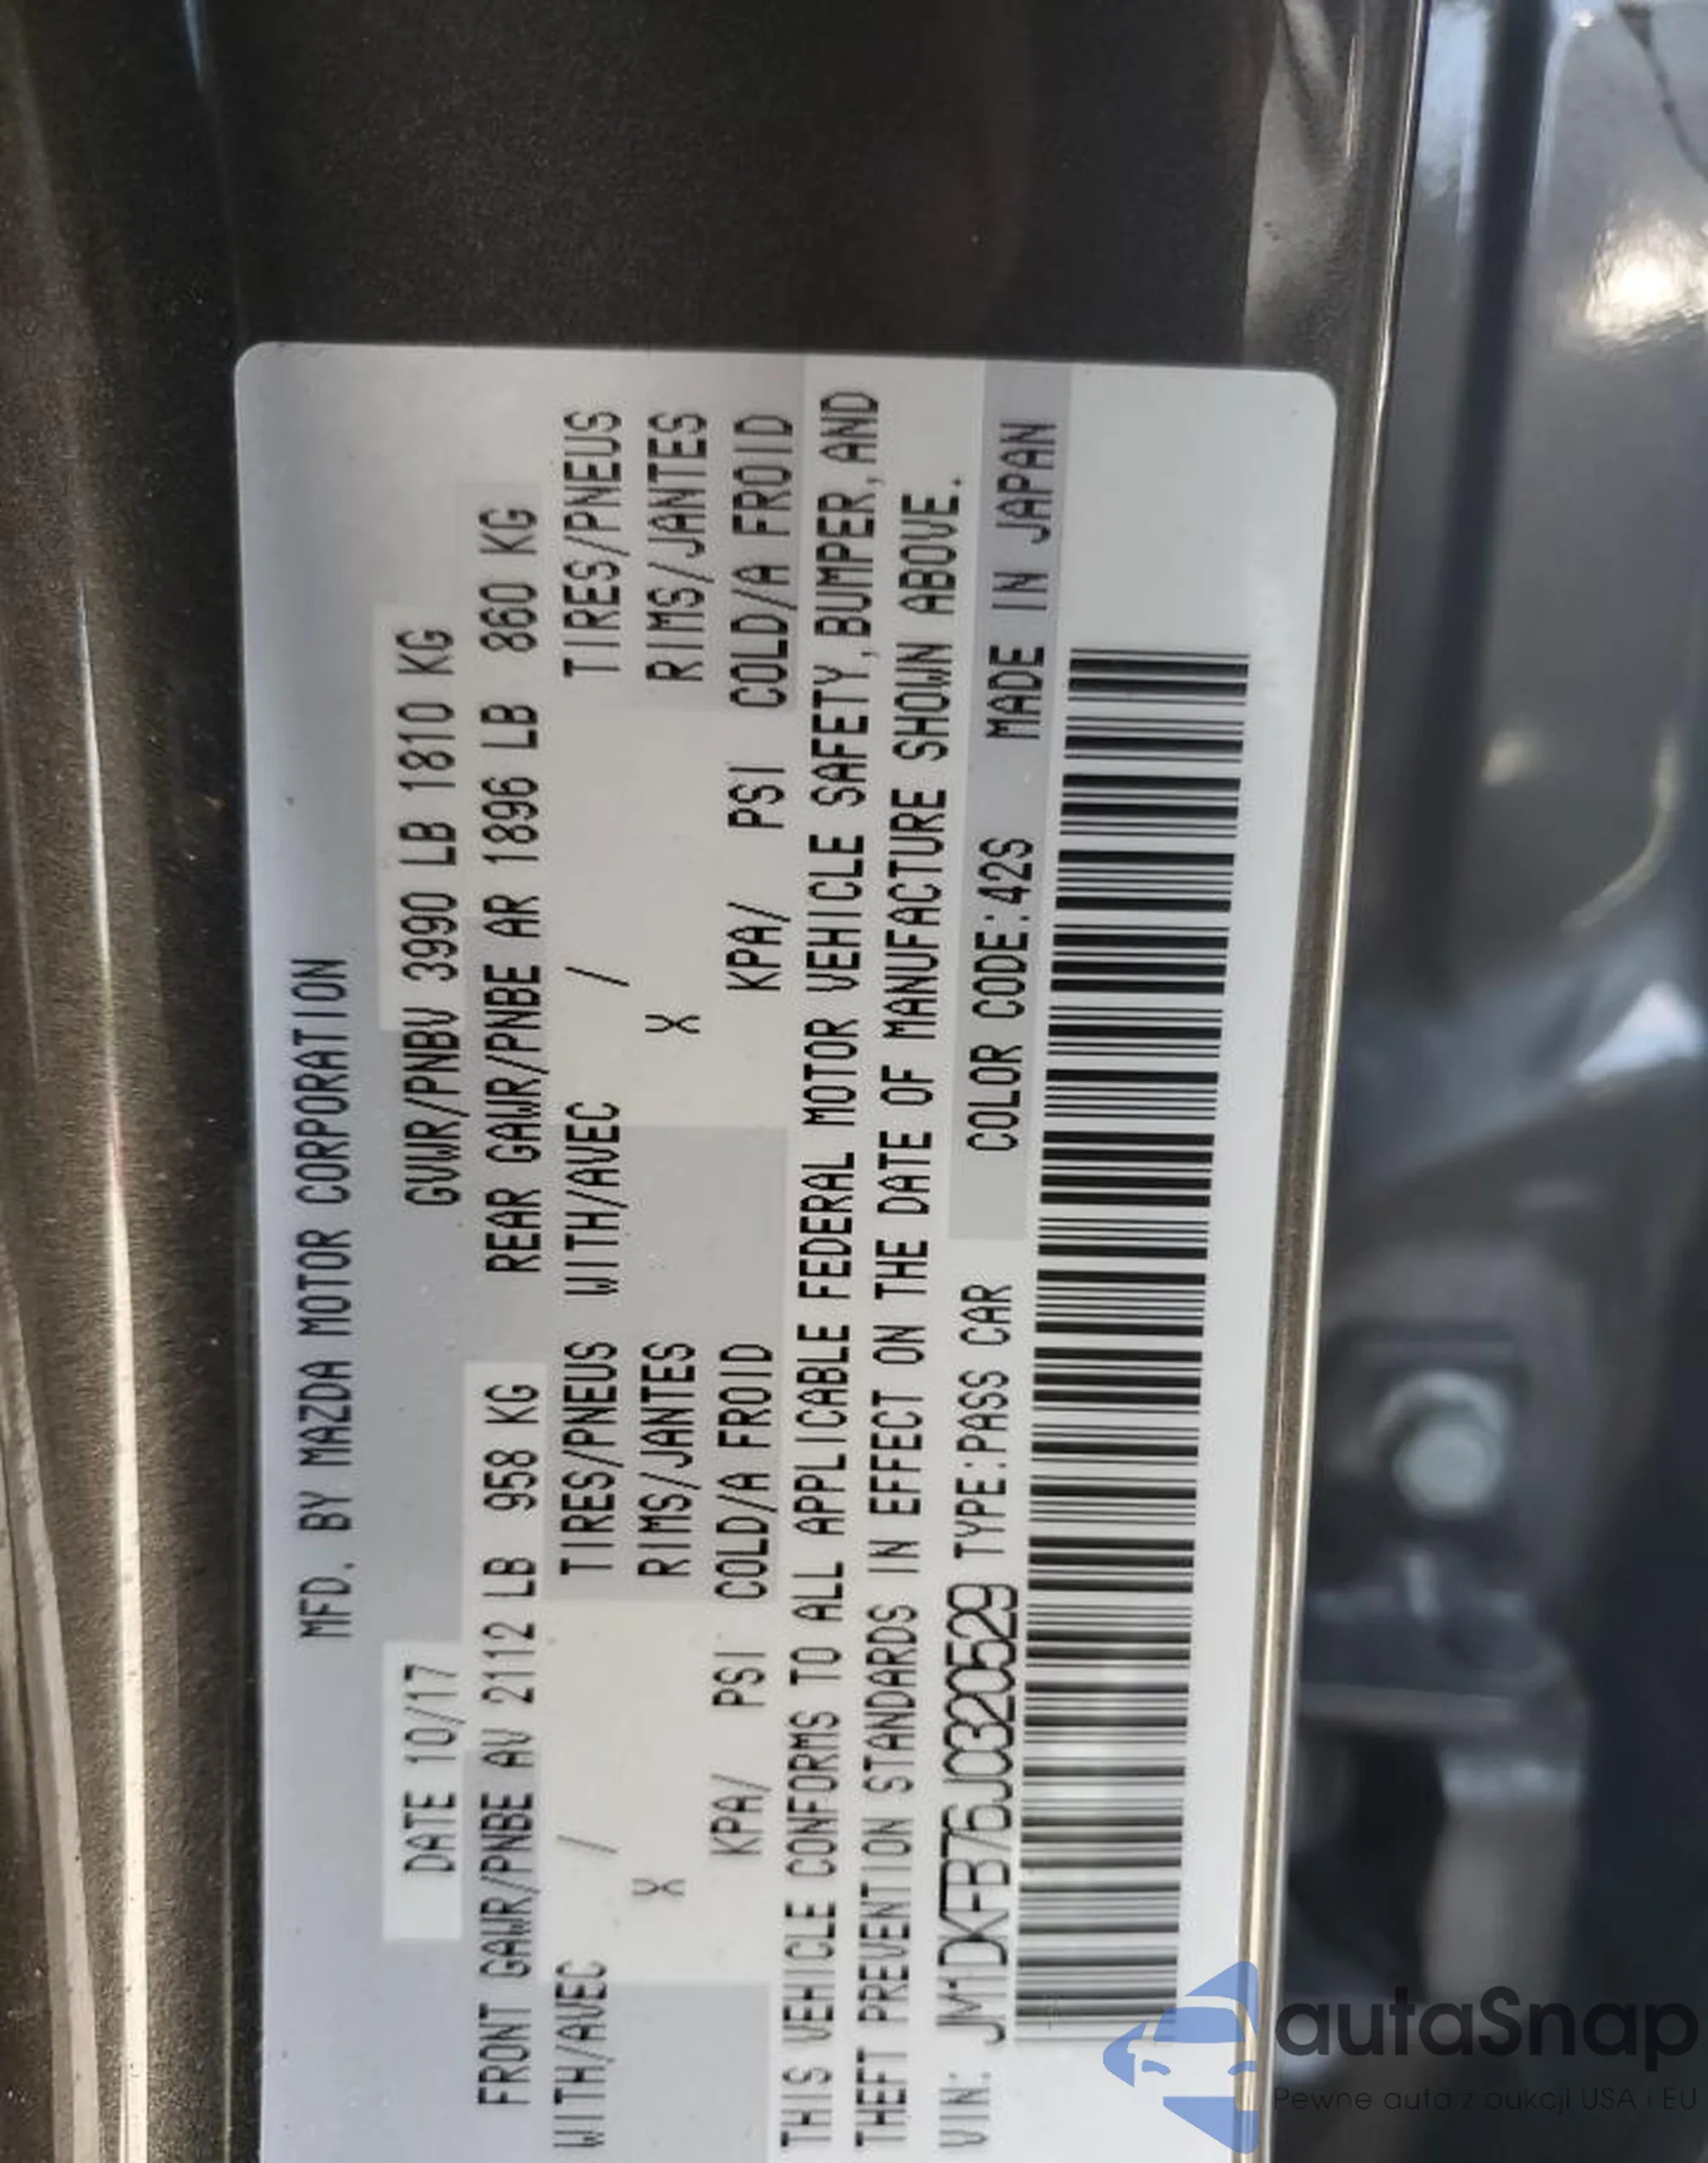 MFD. BY MAZDA MOTOR CORPORATION
DATE 10/17 GVWR/PNBV 3990 LB 1810 KG
FRONT GAWR/PNBE AV 2112 LB 958 KG REAR GAWR/PNBE AR 1896 LB 860 KG
WITH/AVEC / TIRES/PNEUS WITH/AVEC / TIRES/PNEUS
X RIMS/JANTES X RIMS/JANTES
KPA/ PSI COLD/A FROID KPA/ PSI COLD/A FROID
THIS VEHICLE CONFORMS TO ALL APPLICABLE FEDERAL MOTOR VEHICLE SAFETY,BUMPER,AND
THEFT PREVENTION STANDARDS IN EFFECT ON THE DATE OF MANUFACTURE SHOWN ABOVE.
VIN: JM1DKFB76J0320529 TYPE:PASS CAR COLOR CODE:42S MADE IN JAPAN
autaSnap
Pewne auta z aukcji USA i EU